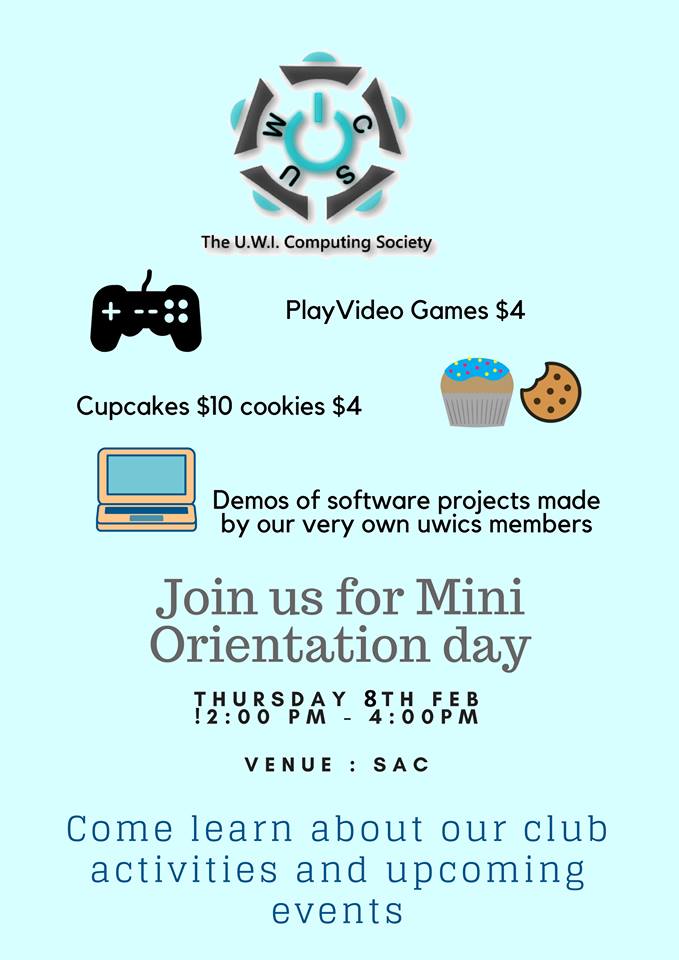 U W C S
The U.W.I. Computing Society
PlayVideo Games $4
Cupcakes $10 cookies $4
Demos of software projects made
by our very own uwics members
Join us for Mini
Orientation day
THURSDAY 8TH FEB
!2:00 PM - 4:00PM
VENUE : SAC
Come learn about our club
activities and upcoming
events